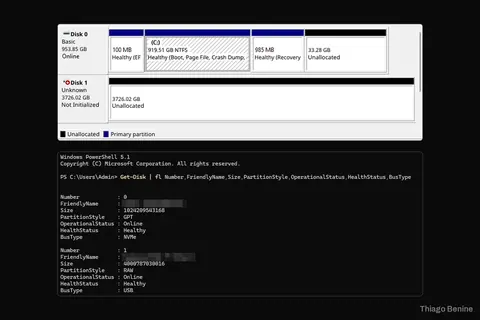 Disk 0
Basic
953.85 GB
Online
100 MB
Healthy (EF
(C:)
919.51 GB NTFS
Healthy (Boot, Page File, Crash Dump,
985 MB
Healthy (Recovery
33.28 GB
Unallocated
Disk 1
Unknown
3726.02 GB
Not Initialized
3726.02 GB
Unallocated
Unallocated Primary partition
Windows PowerShell 5.1
Copyright (C) Microsoft Corporation. All rights reserved.
PS C:\Users\Admin> Get-Disk | fl Number,FriendlyName,Size,PartitionStyle,OperationalStatus,HealthStatus,BusType
Number : 0
FriendlyName :
Size : 1024209543168
PartitionStyle : GPT
OperationalStatus : Online
HealthStatus : Healthy
BusType : NVMe
Number : 1
FriendlyName :
Size : 4000787030016
PartitionStyle : RAW
OperationalStatus : Online
HealthStatus : Healthy
BusType : USB
Thiago Benine